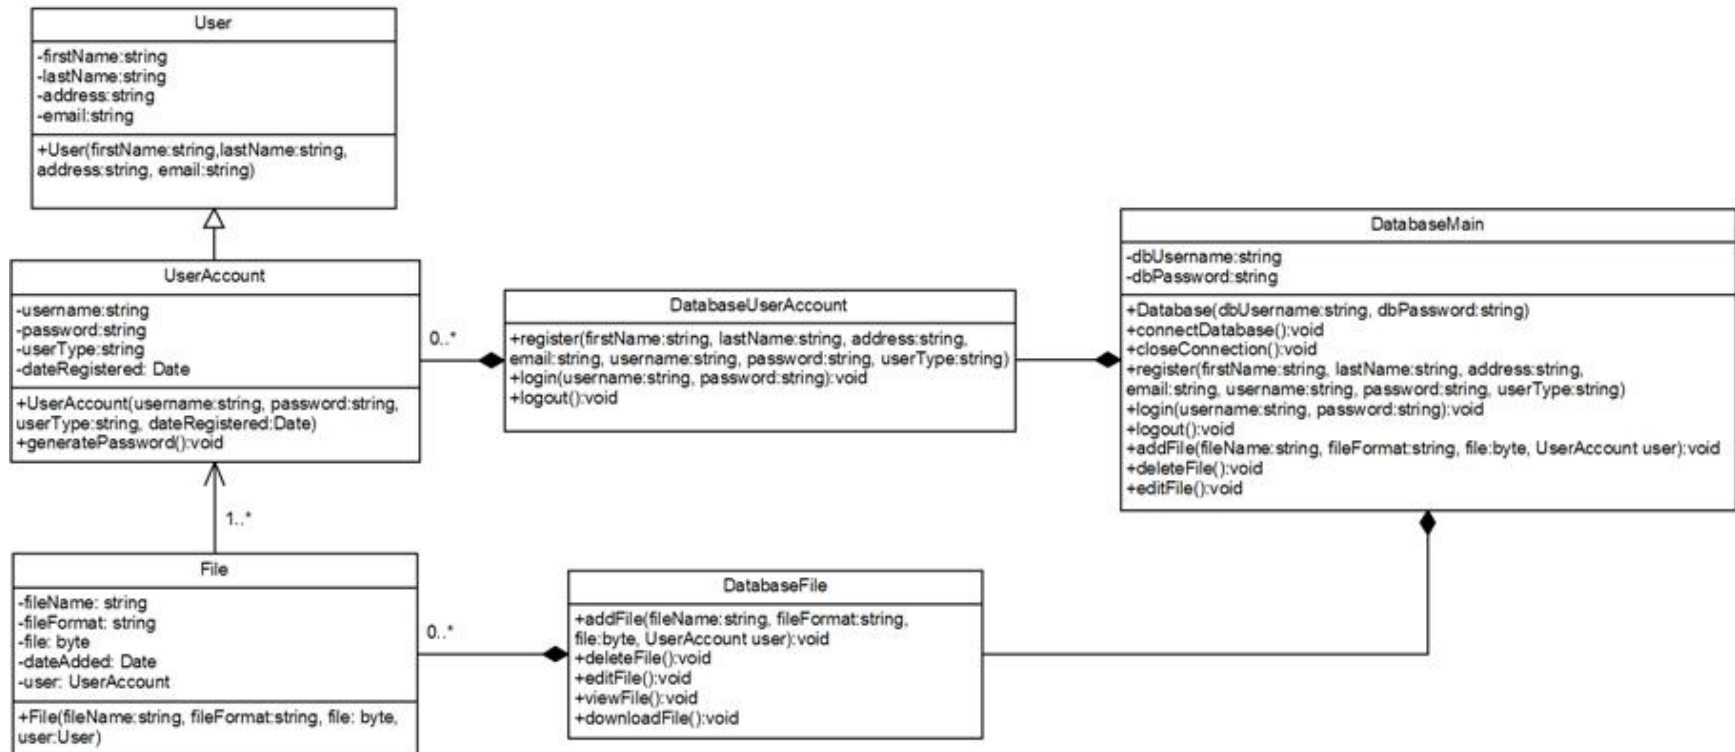 User
-firstName:string
-lastName:string
-address:string
-email:string
+User(firstName:string,lastName:string,
address:string, email:string)
UserAccount
-username:string
-password:string
-userType:string
-dateRegistered: Date
+UserAccount(username:string, password:string,
userType:string, dateRegistered:Date)
+generatePassword():void
0..*
DatabaseUserAccount
+register(firstName:string, lastName:string, address:string,
email:string, username:string, password:string, userType:string)
+login(username:string, password:string):void
+logout():void
DatabaseMain
-dbUsername:string
-dbPassword:string
+Database(dbUsername:string, dbPassword:string)
+connectDatabase():void
+closeConnection():void
+register(firstName:string, lastName:string, address:string,
email:string, username:string, password:string, userType:string)
+login(username:string, password:string):void
+logout():void
+addFile(fileName:string, fileFormat:string, file:byte, UserAccount user):void
+deleteFile():void
+editFile():void
1..*
File
-fileName: string
-fileFormat: string
-file: byte
-dateAdded: Date
-user: UserAccount
+File(fileName:string, fileFormat:string, file: byte,
user:User)
0..*
DatabaseFile
+addFile(fileName:string, fileFormat:string,
file:byte, UserAccount user):void
+deleteFile():void
+editFile():void
+viewFile():void
+downloadFile():void